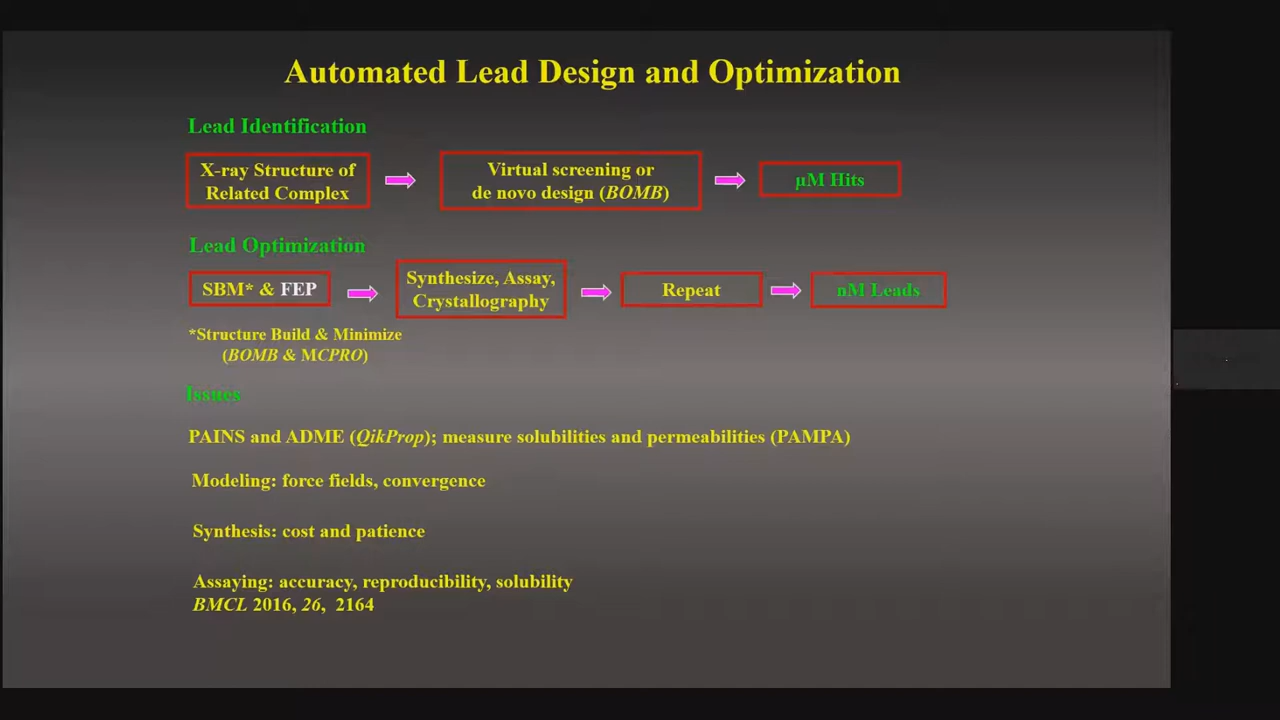 Automated Lead Design and Optimization
Lead Identification
X-ray Structure of
Related Complex
Virtual screening or
de novo design (BOMB)
µM Hits
Lead Optimization
SBM* & FEP
Synthesize, Assay,
Crystallography
Repeat
nM Leads
*Structure Build & Minimize
(BOMB & MCPRO)
Issues
PAINS and ADME (QikProp); measure solubilities and permeabilities (PAMPA)
Modeling: force fields, convergence
Synthesis: cost and patience
Assaying: accuracy, reproducibility, solubility
BMCL 2016, 26, 2164